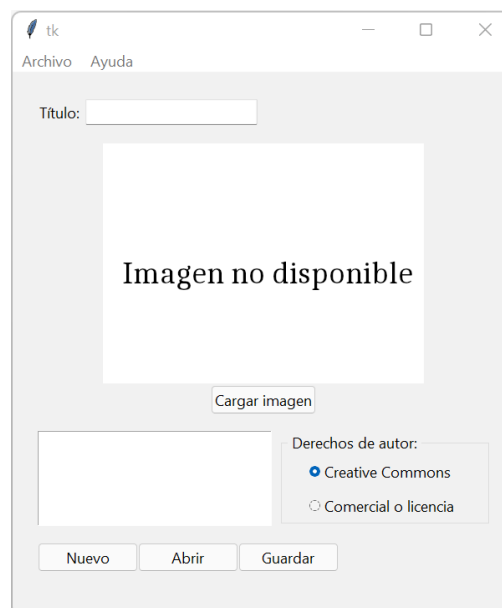 tk
Archivo Ayuda
Título:
Imagen no disponible
Cargar imagen
Derechos de autor:
Creative Commons
Comercial o licencia
Nuevo Abrir Guardar